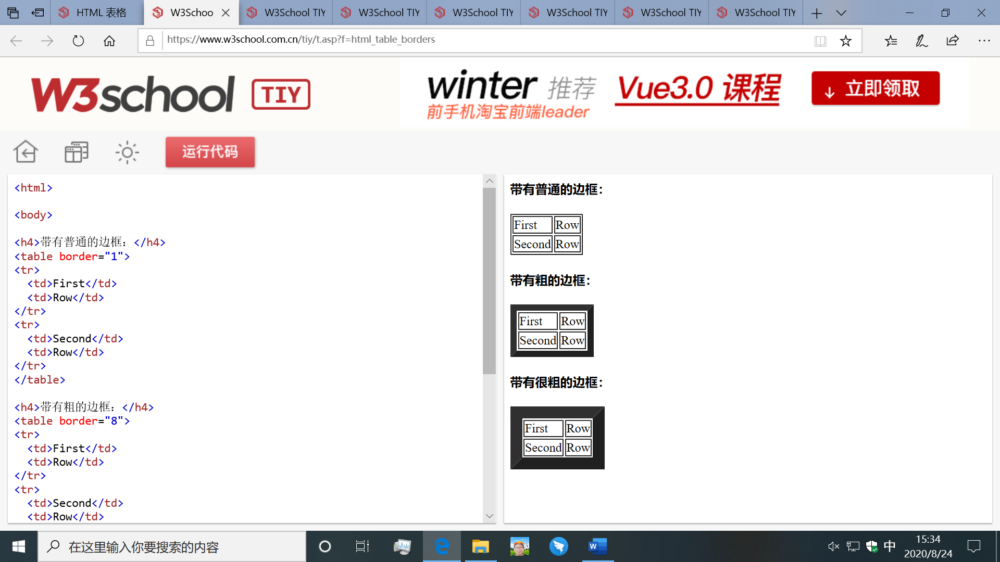 HTML 表格
W3Schoo
W3School TIY
W3School TIY
W3School TIY
W3School TIY
W3School TIY
W3School TIY
https://www.w3school.com.cn/tiy/t.asp?f=html_table_borders
W3school TIY
winter 推荐
前手机淘宝前端leader
Vue3.0 课程
立即领取
运行代码
<html>
<body>
<h4>带有普通的边框：</h4>
<table border="1">
<tr>
<td>First</td>
<td>Row</td>
</tr>
<tr>
<td>Second</td>
<td>Row</td>
</tr>
</table>
<h4>带有粗的边框：</h4>
<table border="8">
<tr>
<td>First</td>
<td>Row</td>
</tr>
<tr>
<td>Second</td>
<td>Row</td>
带有普通的边框：
First Row
Second Row
带有粗的边框：
First Row
Second Row
带有很粗的边框：
First Row
Second Row
在这里输入你要搜索的内容
中
15:34
2020/8/24